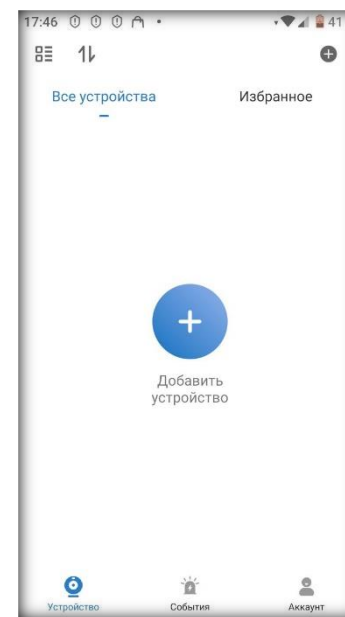 17:46 41
Все устройства Избранное
Добавить
устройство
Устройство События Аккаунт